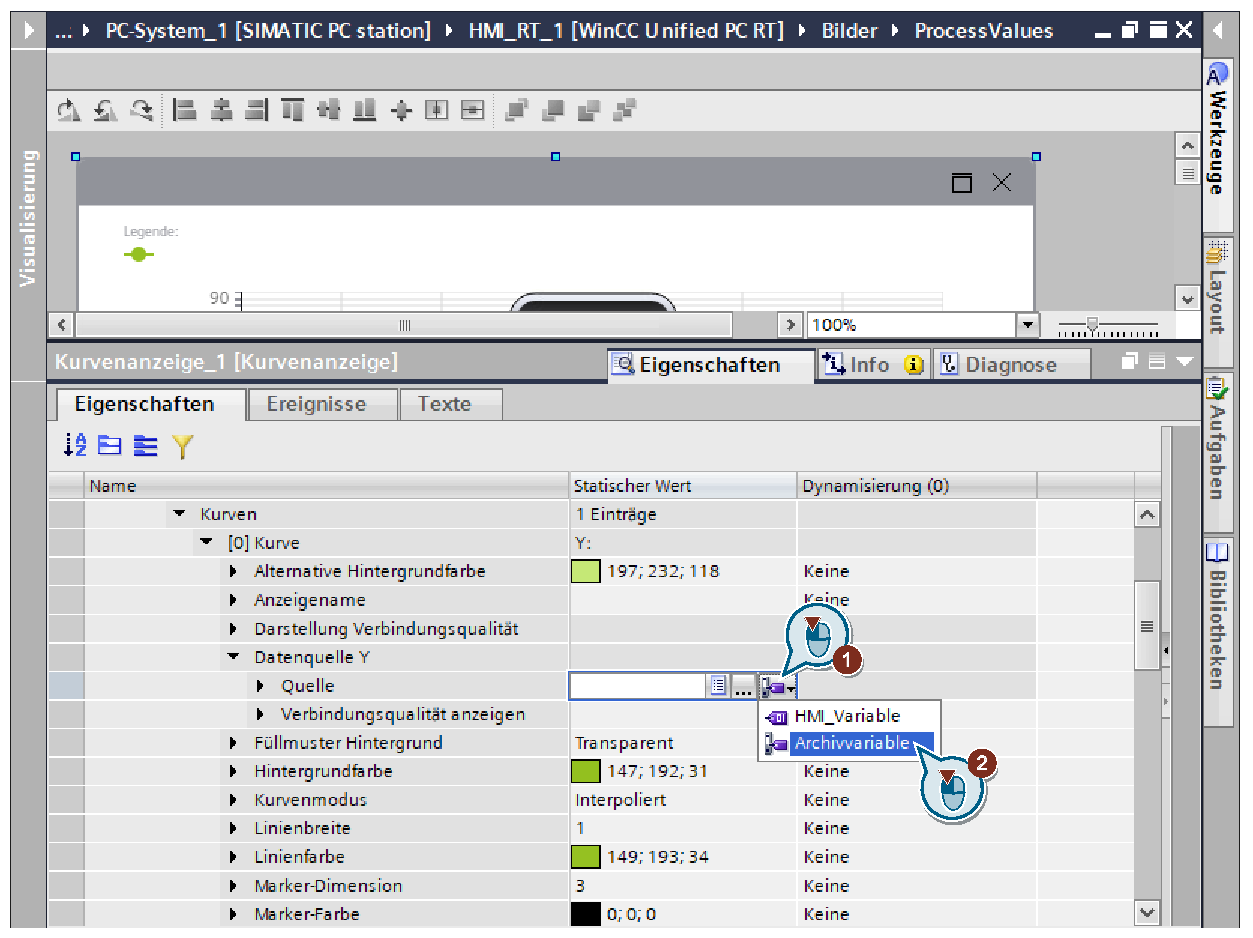 ... PC-System_1 [SIMATIC PC station] HMI_RT_1 [WinCC Unified PC RT] Bilder ProcessValues
Visualisierung
Legende:
90
100%
Kurvenanzeige_1 [Kurvenanzeige]
Eigenschaften Info Diagnose
Eigenschaften Ereignisse Texte
Name Statischer Wert Dynamisierung (0)
Kurven 1 Einträge
[0] Kurve Y:
Alternative Hintergrundfarbe 197; 232; 118 Keine
Anzeigename Keine
Darstellung Verbindungsqualität
1
Datenquelle Y
Quelle ...
Verbindungsqualität anzeigen HMI_Variable
Füllmuster Hintergrund Transparent Archivvariable
2
Hintergrundfarbe 147; 192; 31 Keine
Kurvenmodus Interpoliert Keine
Linienbreite 1 Keine
Linienfarbe 149; 193; 34 Keine
Marker-Dimension 3 Keine
Marker-Farbe 0; 0; 0 Keine
Werkzeuge
Layout
Aufgaben
Bibliotheken